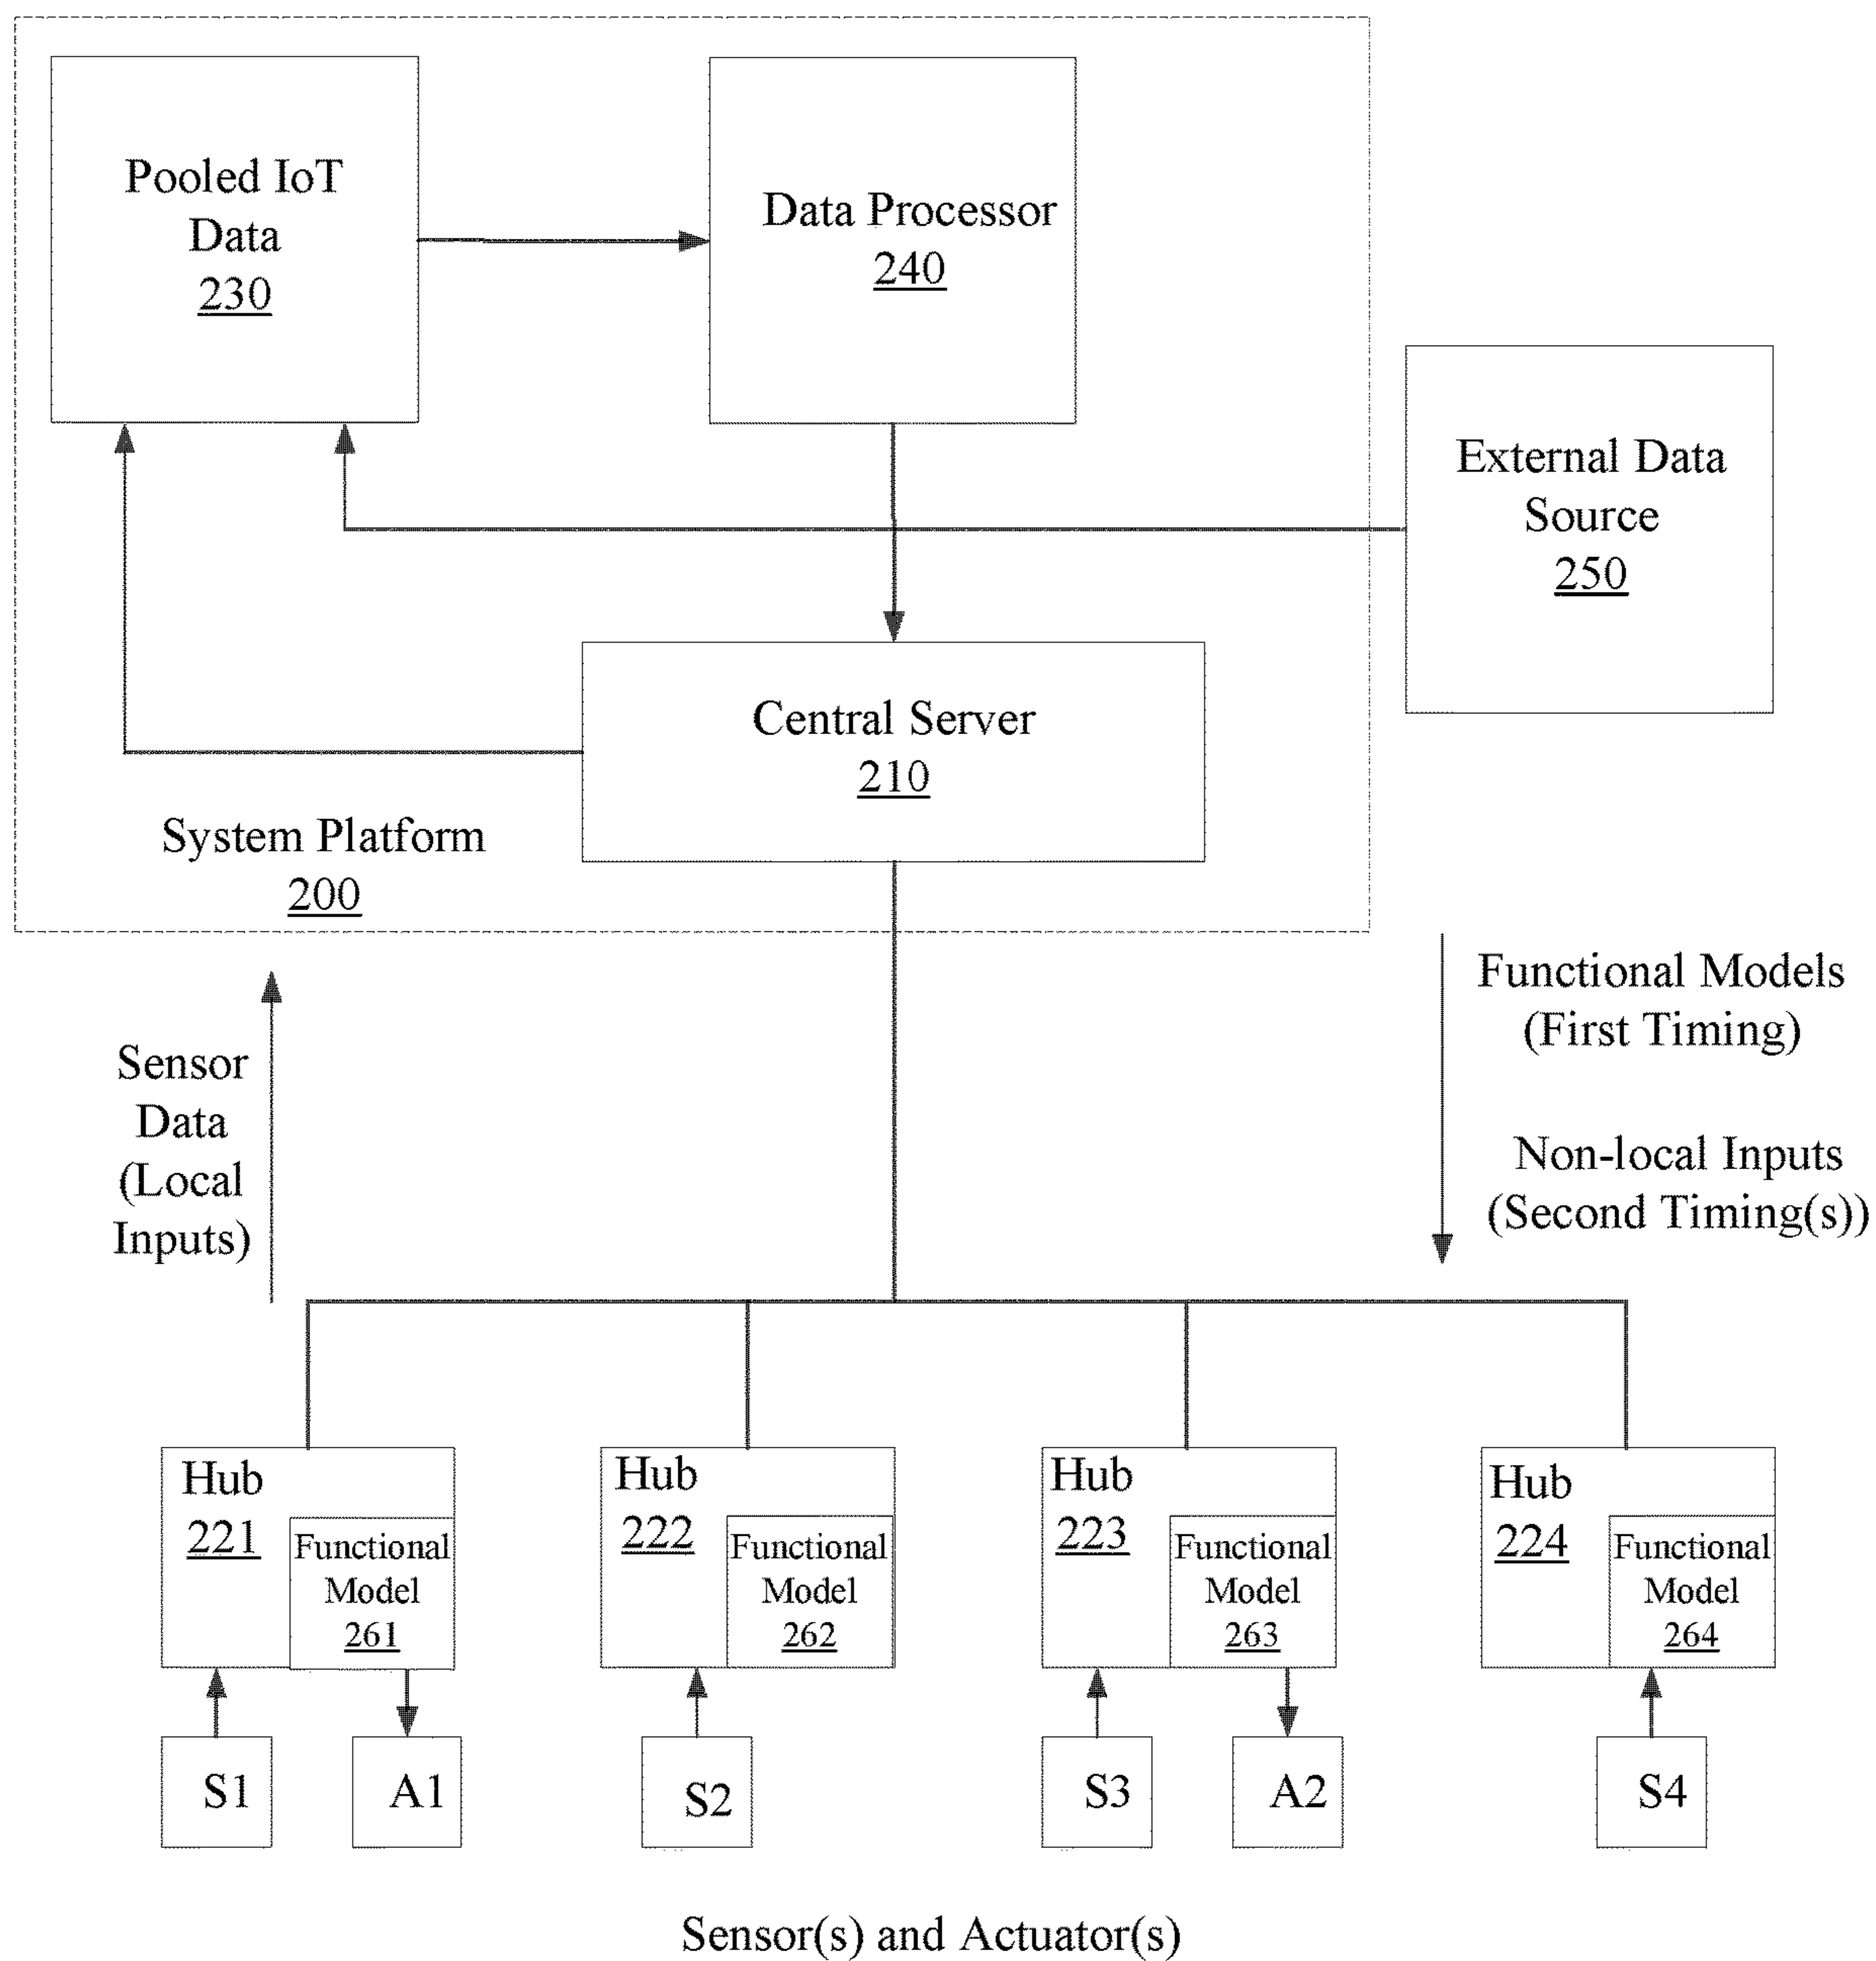 Pooled IoT
Data
230
Data Processor
240
External Data
Source
250
Central Server
210
System Platform
200
Sensor
Data
(Local
Inputs)
Functional Models
(First Timing)
Non-local Inputs
(Second Timing(s))
Hub
221
Functional
Model
261
Hub
222
Functional
Model
262
Hub
223
Functional
Model
263
Hub
224
Functional
Model
264
S1
A1
S2
S3
A2
S4
Sensor(s) and Actuator(s)